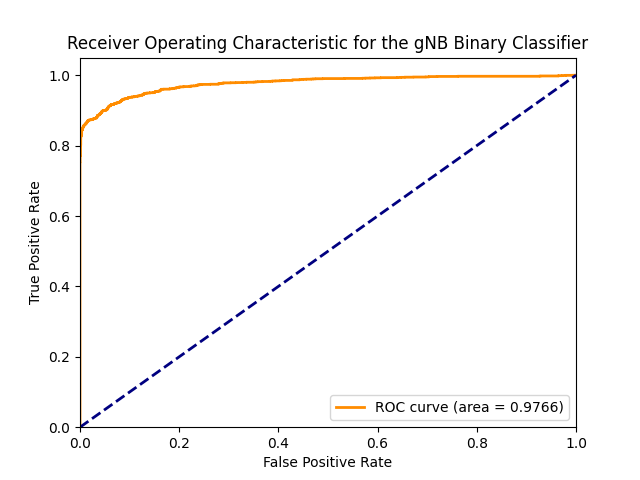 Receiver Operating Characteristic for the gNB Binary Classifier
1.0
0.8
0.6
0.4
0.2
0.0
True Positive Rate
ROC curve (area = 0.9766)
0.0 0.2 0.4 0.6 0.8 1.0
False Positive Rate